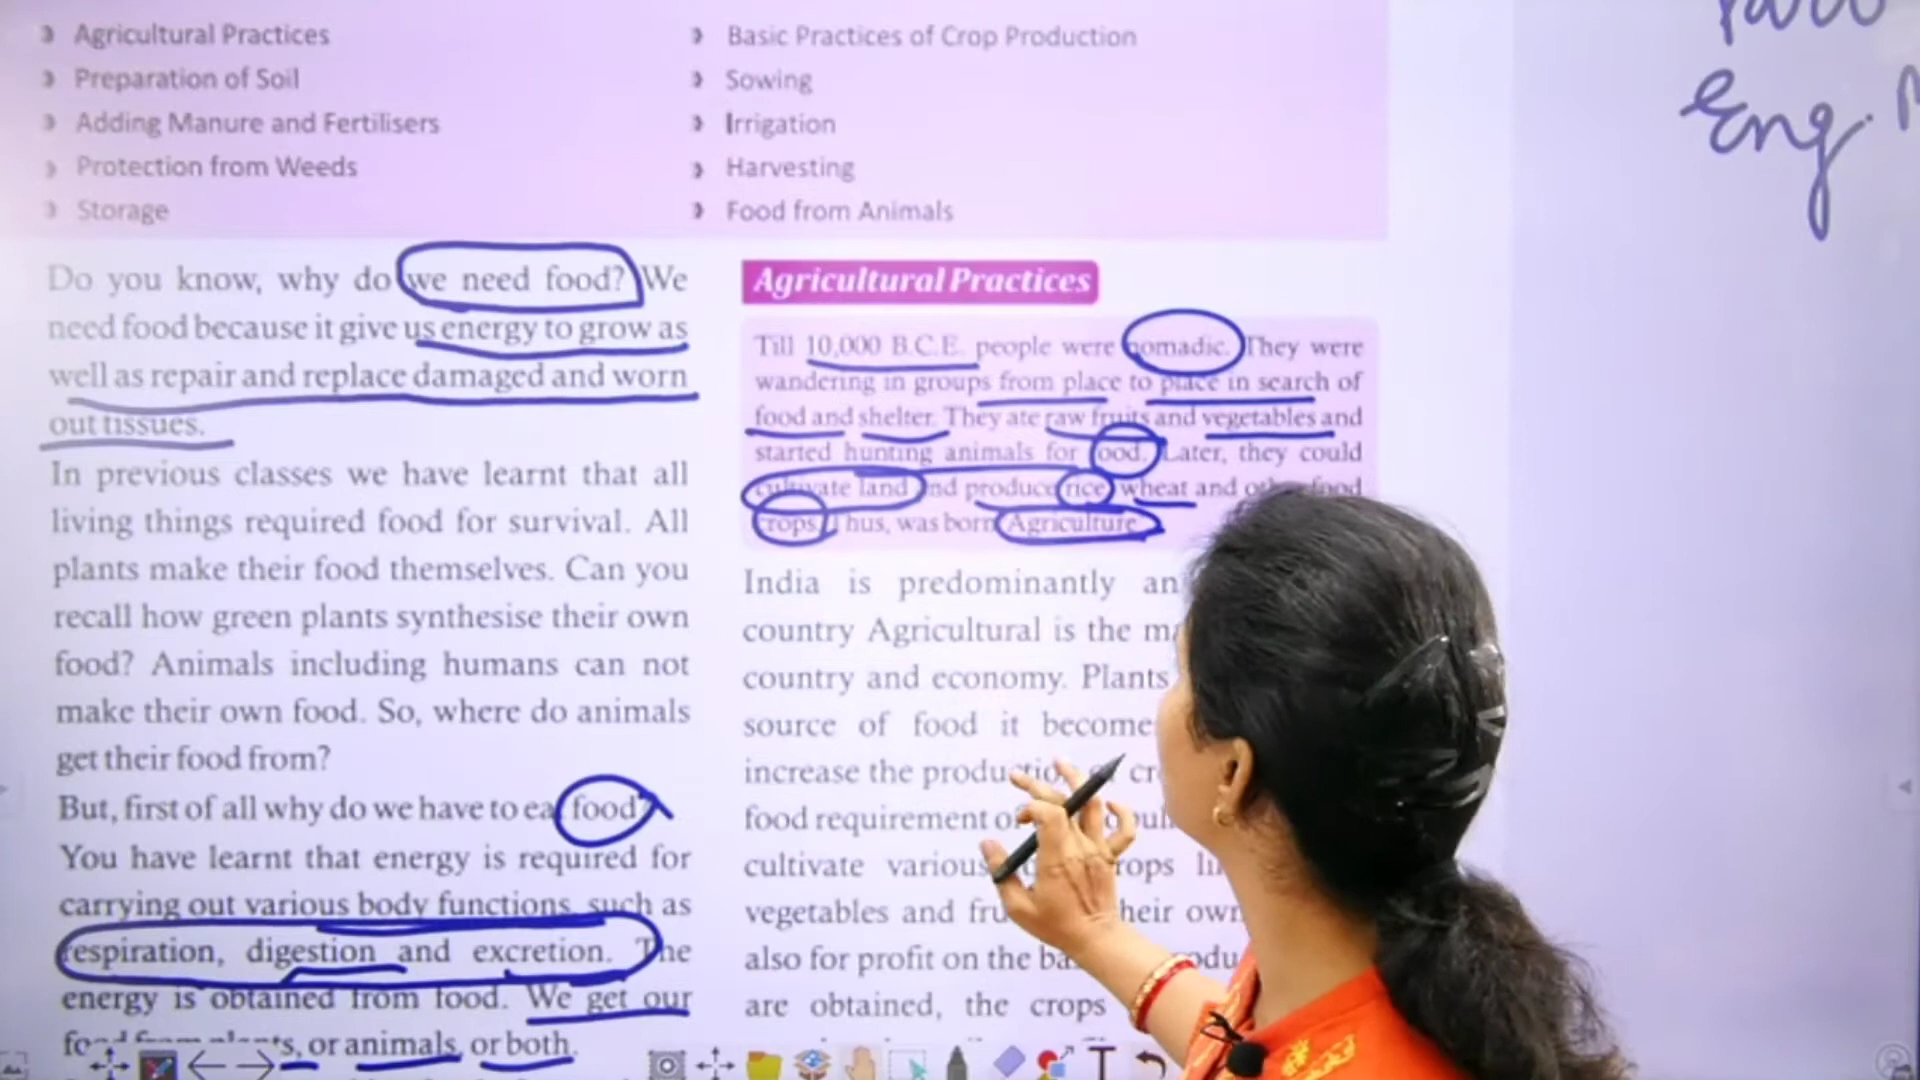 Agricultural Practices
Preparation of Soil
Adding Manure and Fertilisers
Protection from Weeds
Storage
Basic Practices of Crop Production
Sowing
Irrigation
Harvesting
Food from Animals
Eng.
Do you know, why do we need food? We
need food because it give us energy to grow as
well as repair and replace damaged and worn
out tissues.
In previous classes we have learnt that all
living things required food for survival. All
plants make their food themselves. Can you
recall how green plants synthesise their own
food? Animals including humans can not
make their own food. So, where do animals
get their food from?
But, first of all why do we have to eat food?
You have learnt that energy is required for
carrying out various body functions, such as
respiration, digestion and excretion. The
energy is obtained from food. We get our
or animals, or both.
Agricultural Practices
Till 10,000 B.C.E. people were nomadic. They were
wandering in groups from place to place in search of
food and shelter. They ate raw fruits and vegetables and
started hunting animals for food. Later, they could
cultivate land and produce rice, wheat and other food
crops. Thus, was born Agriculture.
India is predominantly an
country Agricultural is the
country and economy. Plants
source of food it become
increase the production
food requirement
cultivate various crops
vegetables and their own
also for profit on the
are obtained, the crops